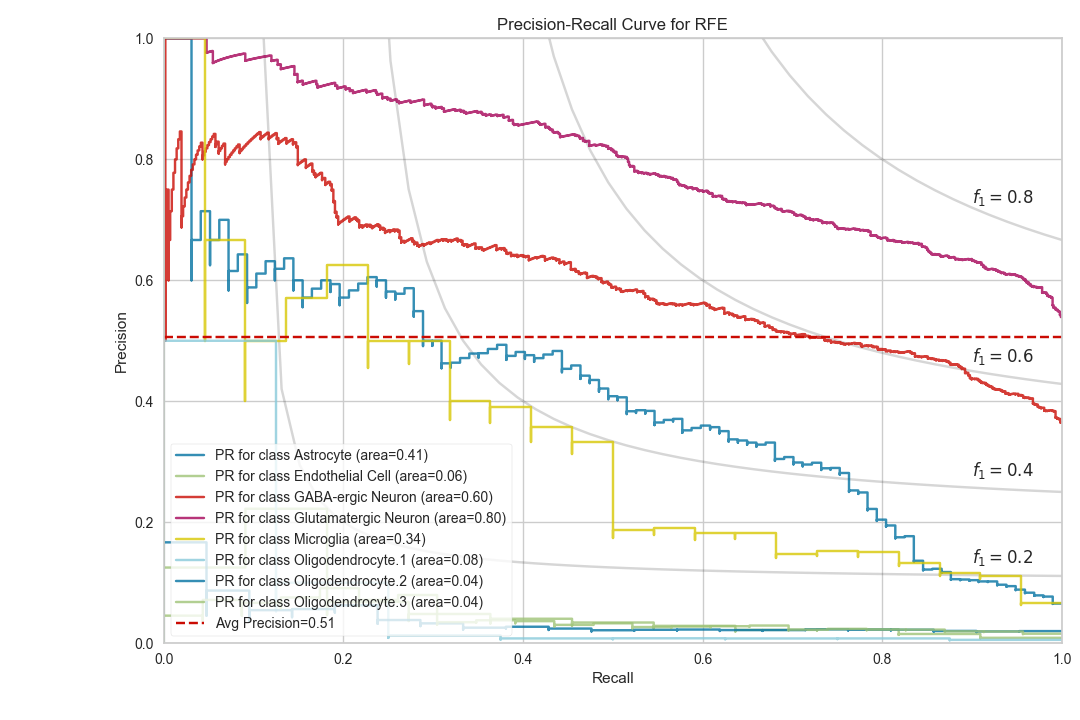 Precision-Recall Curve for RFE
1.0
0.8
0.6
0.4
0.2
0.0
Precision
f1 = 0.8
f1 = 0.6
f1 = 0.4
f1 = 0.2
PR for class Astrocyte (area=0.41)
PR for class Endothelial Cell (area=0.06)
PR for class GABA-ergic Neuron (area=0.60)
PR for class Glutamatergic Neuron (area=0.80)
PR for class Microglia (area=0.34)
PR for class Oligodendrocyte.1 (area=0.08)
PR for class Oligodendrocyte.2 (area=0.04)
PR for class Oligodendrocyte.3 (area=0.04)
Avg Precision=0.51
0.0 0.2 0.4 0.6 0.8 1.0
Recall